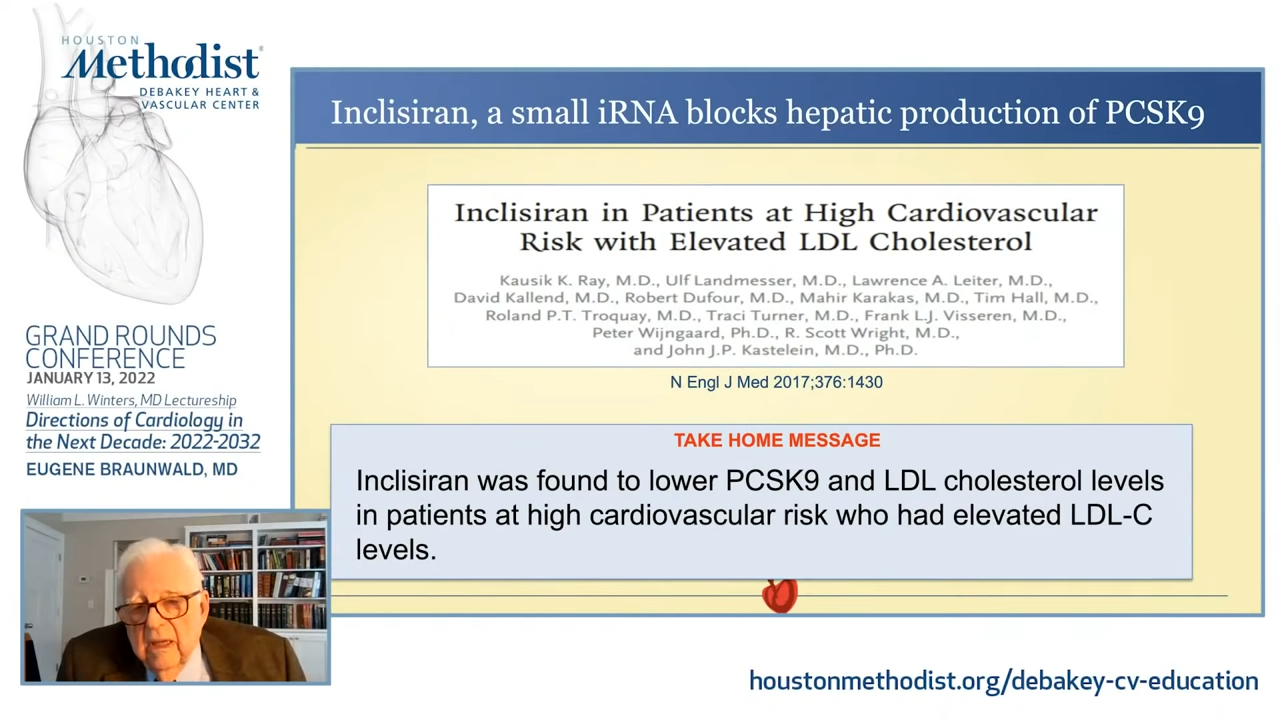 HOUSTON
Methodist
DEBAKEY HEART &
VASCULAR CENTER
GRAND ROUNDS
CONFERENCE
JANUARY 13, 2022
William L. Winters, MD Lectureship
Directions of Cardiology in
the Next Decade: 2022-2032
EUGENE BRAUNWALD, MD
Inclisiran, a small iRNA blocks hepatic production of PCSK9
Inclisiran in Patients at High Cardiovascular
Risk with Elevated LDL Cholesterol
Kausik K. Ray, M.D., Ulf Landmesser, M.D., Lawrence A. Leiter, M.D.,
David Kallend, M.D., Robert Dufour, M.D., Mahir Karakas, M.D., Tim Hall, M.D.,
Roland P.T. Troquay, M.D., Traci Turner, M.D., Frank L.J. Visseren, M.D.,
Peter Wijngaard, Ph.D., R. Scott Wright, M.D.,
and John J.P. Kastelein, M.D., Ph.D.
N Engl J Med 2017;376:1430
TAKE HOME MESSAGE
Inclisiran was found to lower PCSK9 and LDL cholesterol levels
in patients at high cardiovascular risk who had elevated LDL-C
levels.
houstonmethodist.org/debakey-cv-education